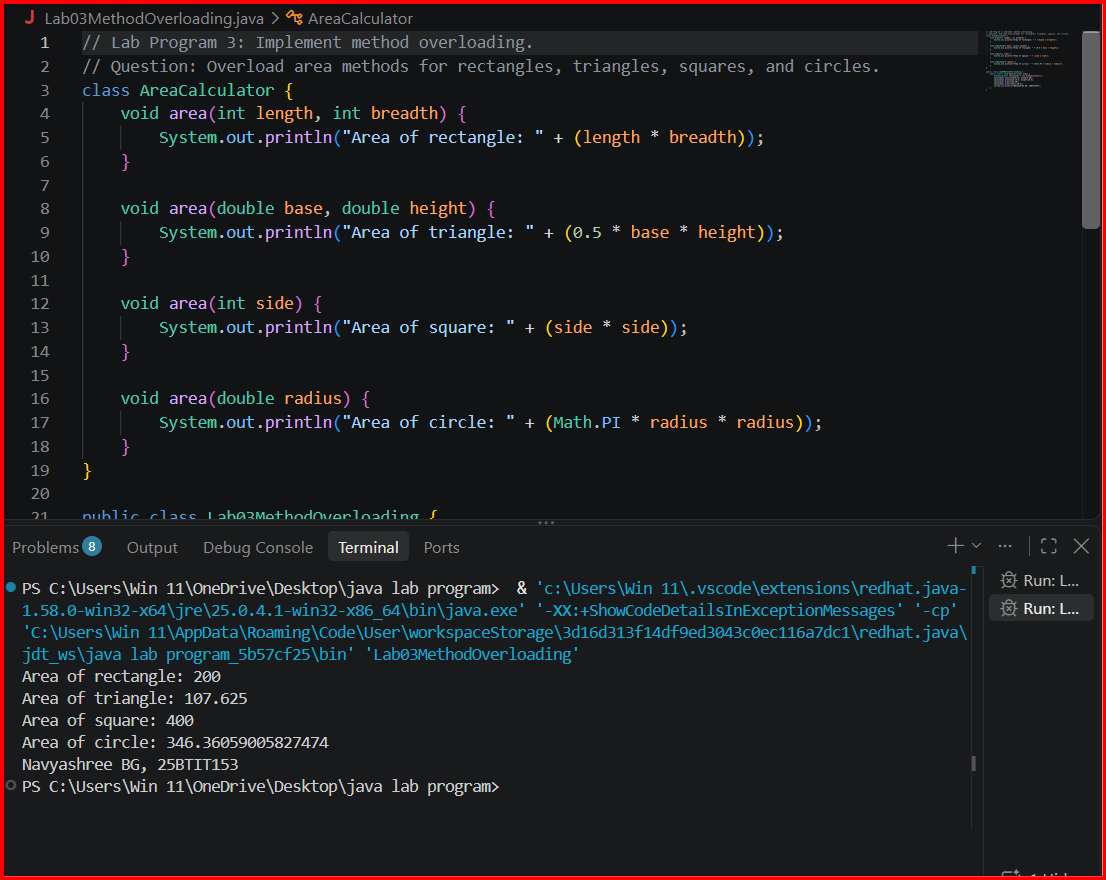 Lab03MethodOverloading.java > AreaCalculator
1 // Lab Program 3: Implement method overloading.
2 // Question: Overload area methods for rectangles, triangles, squares, and circles.
3 class AreaCalculator {
4     void area(int length, int breadth) {
5         System.out.println("Area of rectangle: " + (length * breadth));
6     }
7
8     void area(double base, double height) {
9         System.out.println("Area of triangle: " + (0.5 * base * height));
10     }
11
12     void area(int side) {
13         System.out.println("Area of square: " + (side * side));
14     }
15
16     void area(double radius) {
17         System.out.println("Area of circle: " + (Math.PI * radius * radius));
18     }
19 }
20
21 public class Lab03MethodOverloading {
Problems 8 Output Debug Console Terminal Ports
PS C:\Users\Win 11\OneDrive\Desktop\java lab program>  & 'c:\Users\Win 11\.vscode\extensions\redhat.java-
1.58.0-win32-x64\jre\25.0.4.1-win32-x86_64\bin\java.exe' '-XX:+ShowCodeDetailsInExceptionMessages' '-cp'
'C:\Users\Win 11\AppData\Roaming\Code\User\workspaceStorage\3d16d313f14df9ed3043c0ec116a7dc1\redhat.java\
jdt_ws\java lab program_5b57cf25\bin' 'Lab03MethodOverloading'
Area of rectangle: 200
Area of triangle: 107.625
Area of square: 400
Area of circle: 346.36059005827474
Navyashree BG, 25BTIT153
PS C:\Users\Win 11\OneDrive\Desktop\java lab program>
Run: L...
Run: L...